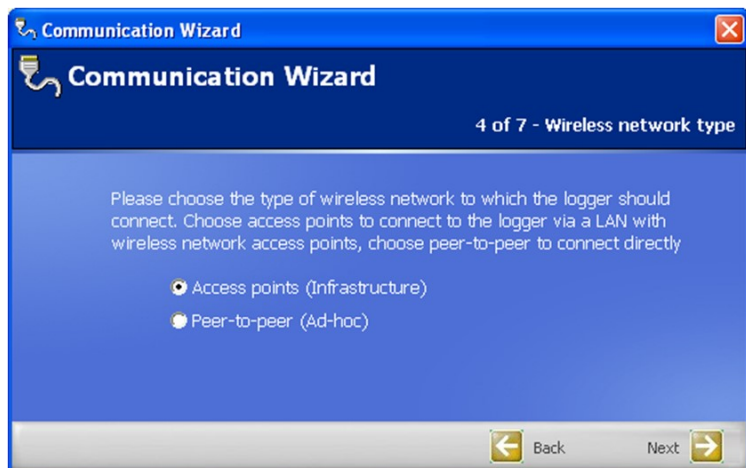 Communication Wizard
Communication Wizard
4 of 7 - Wireless network type
Please choose the type of wireless network to which the logger should
connect. Choose access points to connect to the logger via a LAN with
wireless network access points, choose peer-to-peer to connect directly
Access points (Infrastructure)
Peer-to-peer (Ad-hoc)
Back Next